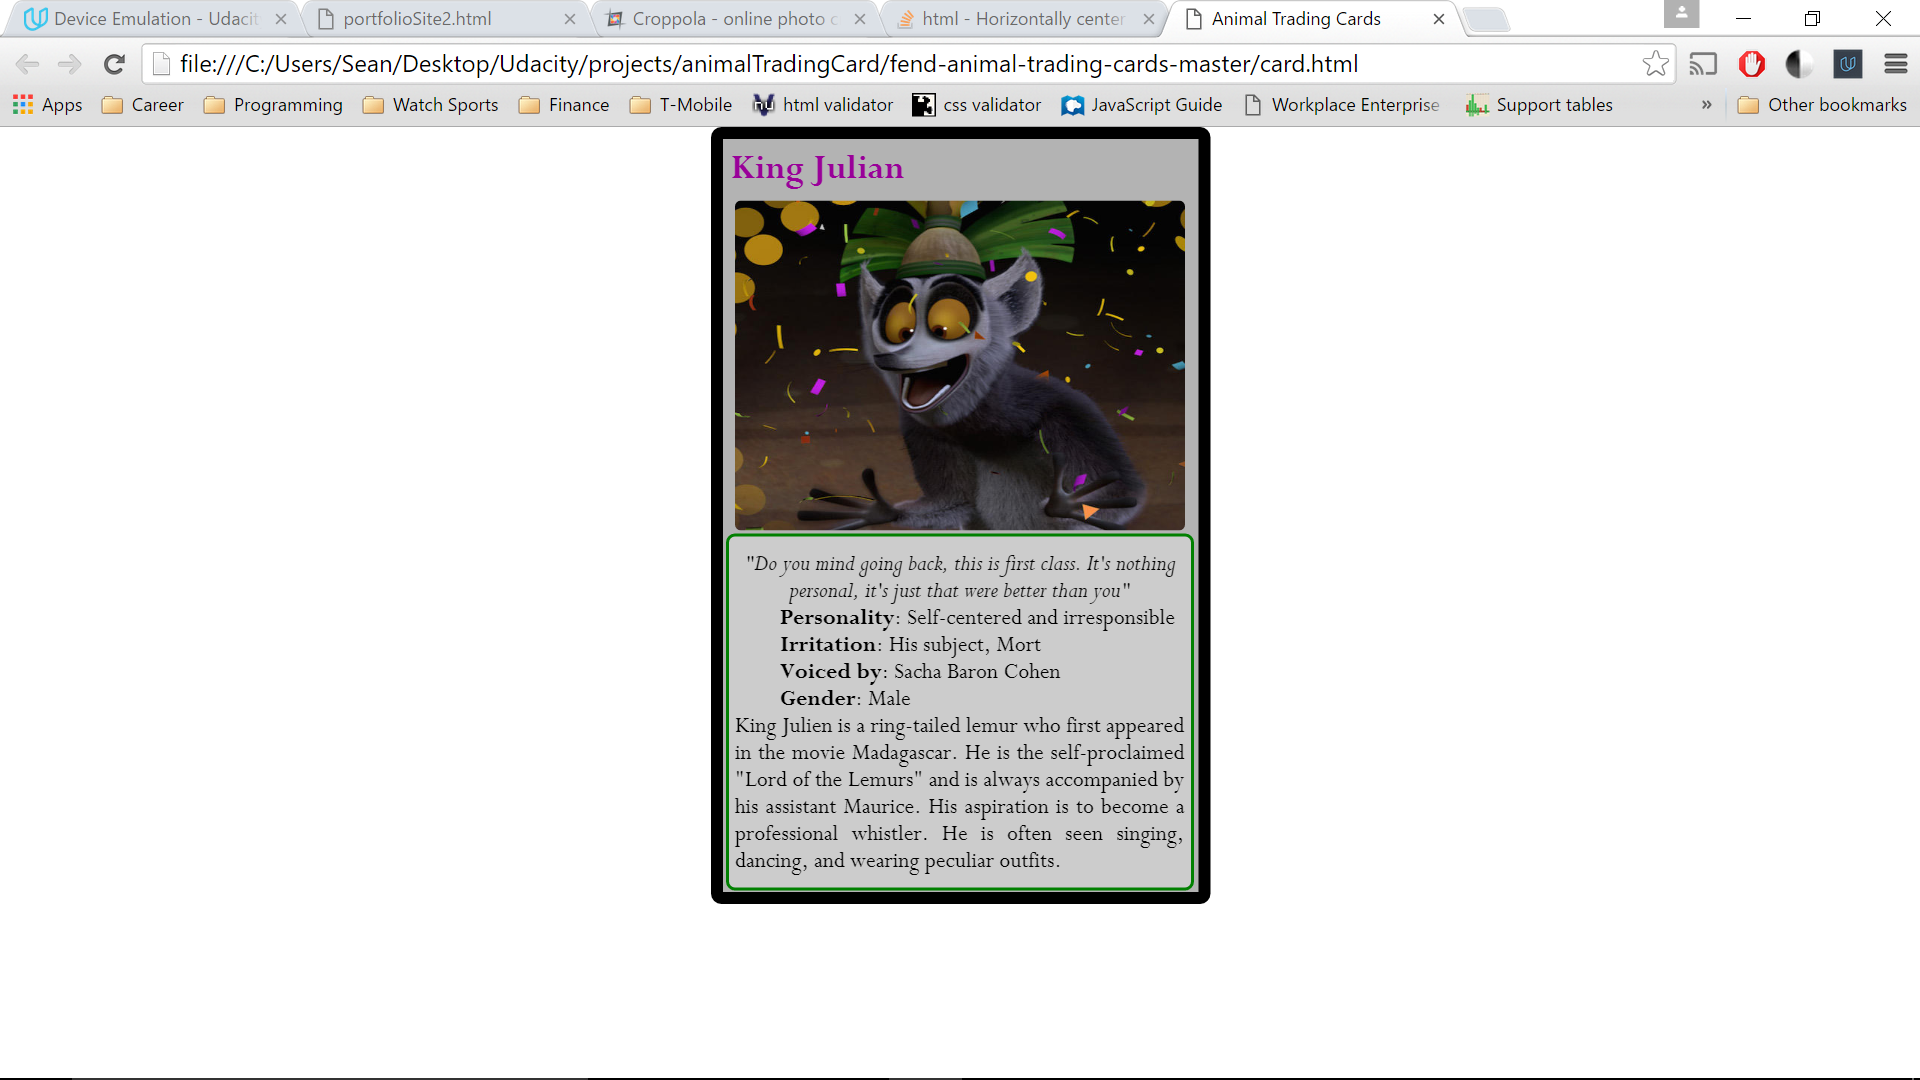 Device Emulation - Udacit
portfolioSite2.html
Croppola - online photo c
html - Horizontally center
Animal Trading Cards
file:///C:/Users/Sean/Desktop/Udacity/projects/animalTradingCard/fend-animal-trading-cards-master/card.html
Apps
Career
Programming
Watch Sports
Finance
T-Mobile
html validator
css validator
JavaScript Guide
Workplace Enterprise
Support tables
»
Other bookmarks
King Julian
"Do you mind going back, this is first class. It's nothing
personal, it's just that were better than you"
Personality: Self-centered and irresponsible
Irritation: His subject, Mort
Voiced by: Sacha Baron Cohen
Gender: Male
King Julien is a ring-tailed lemur who first appeared
in the movie Madagascar. He is the self-proclaimed
"Lord of the Lemurs" and is always accompanied by
his assistant Maurice. His aspiration is to become a
professional whistler. He is often seen singing,
dancing, and wearing peculiar outfits.